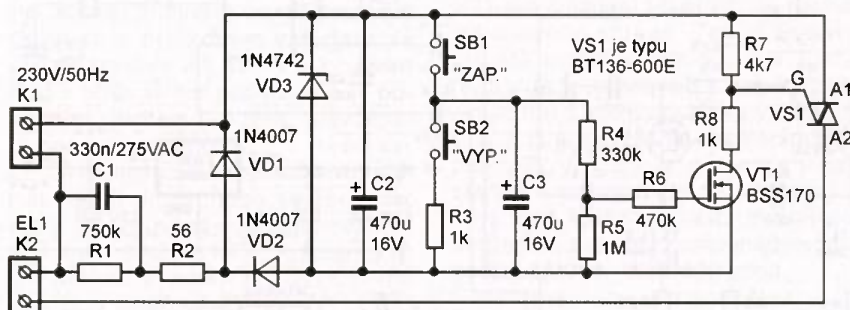 230V/50Hz
K1
330n/275VAC
C1
EL1
K2
750k
R1
56
R2
1N4007
VD1
1N4007
VD2
1N4742
VD3
C2
470u
16V
SB1
"ZAP."
SB2
"VYP."
R3
1k
C3
470u
16V
VS1 je typu
BT136-600E
R4
330k
R5
1M
R6
470k
R7
4k7
R8
1k
G
A1
VS1
A2
VT1
BSS170